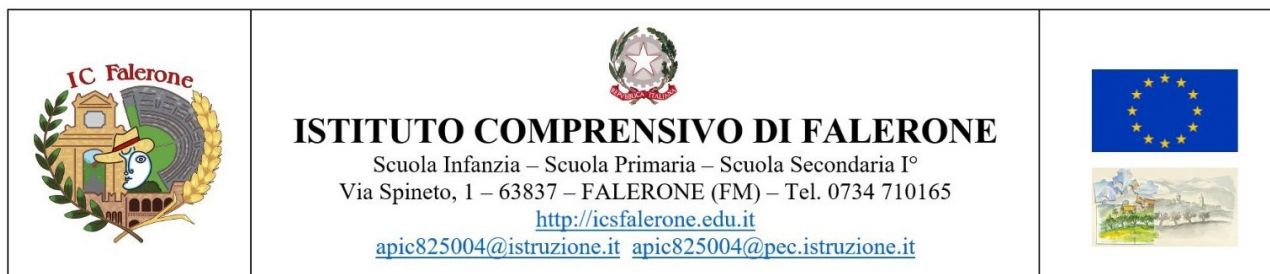 IC Falerone
REPVBBLICA ITALIANA
ISTITUTO COMPRENSIVO DI FALERONE
Scuola Infanzia – Scuola Primaria – Scuola Secondaria I°
Via Spineto, 1 – 63837 – FALERONE (FM) – Tel. 0734 710165
http://icsfalerone.edu.it
apic825004@istruzione.it apic825004@pec.istruzione.it